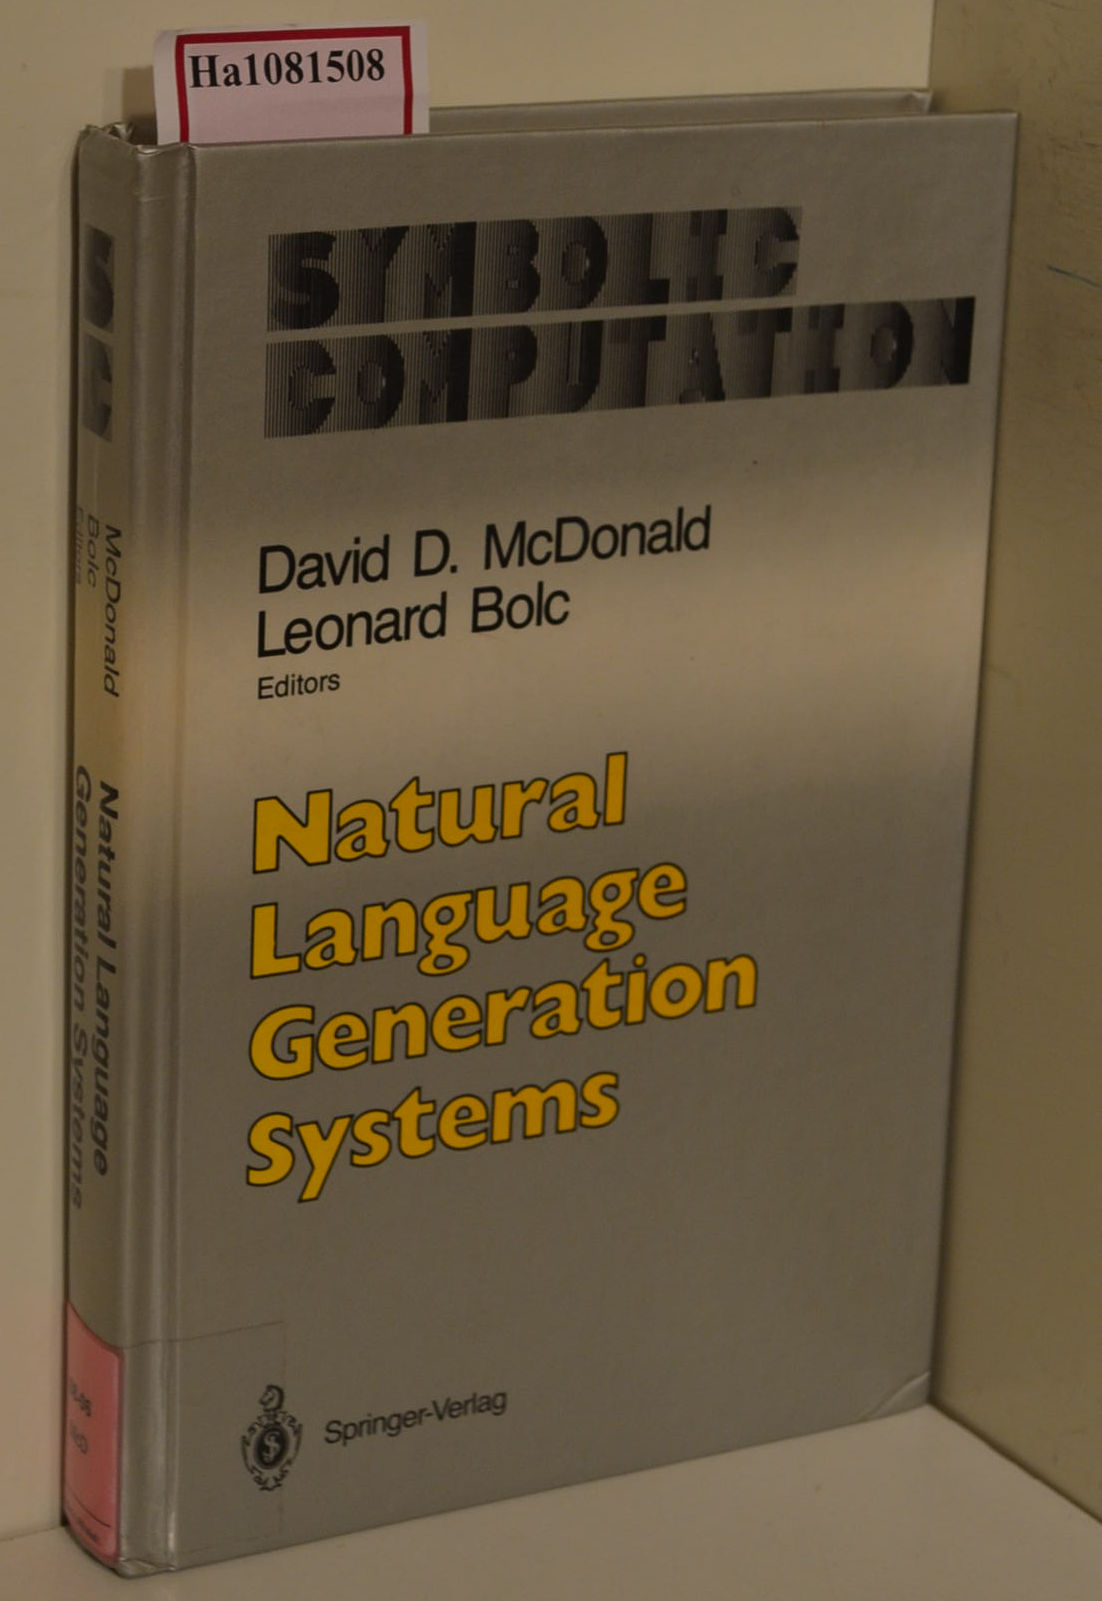 Ha1081508
SYMBOLIC
COMPUTATION
David D. McDonald
Leonard Bolc
Editors
Natural
Language
Generation
Systems
Springer-Verlag
McDonald
Bolc
Editors
Natural Language
Generation Systems